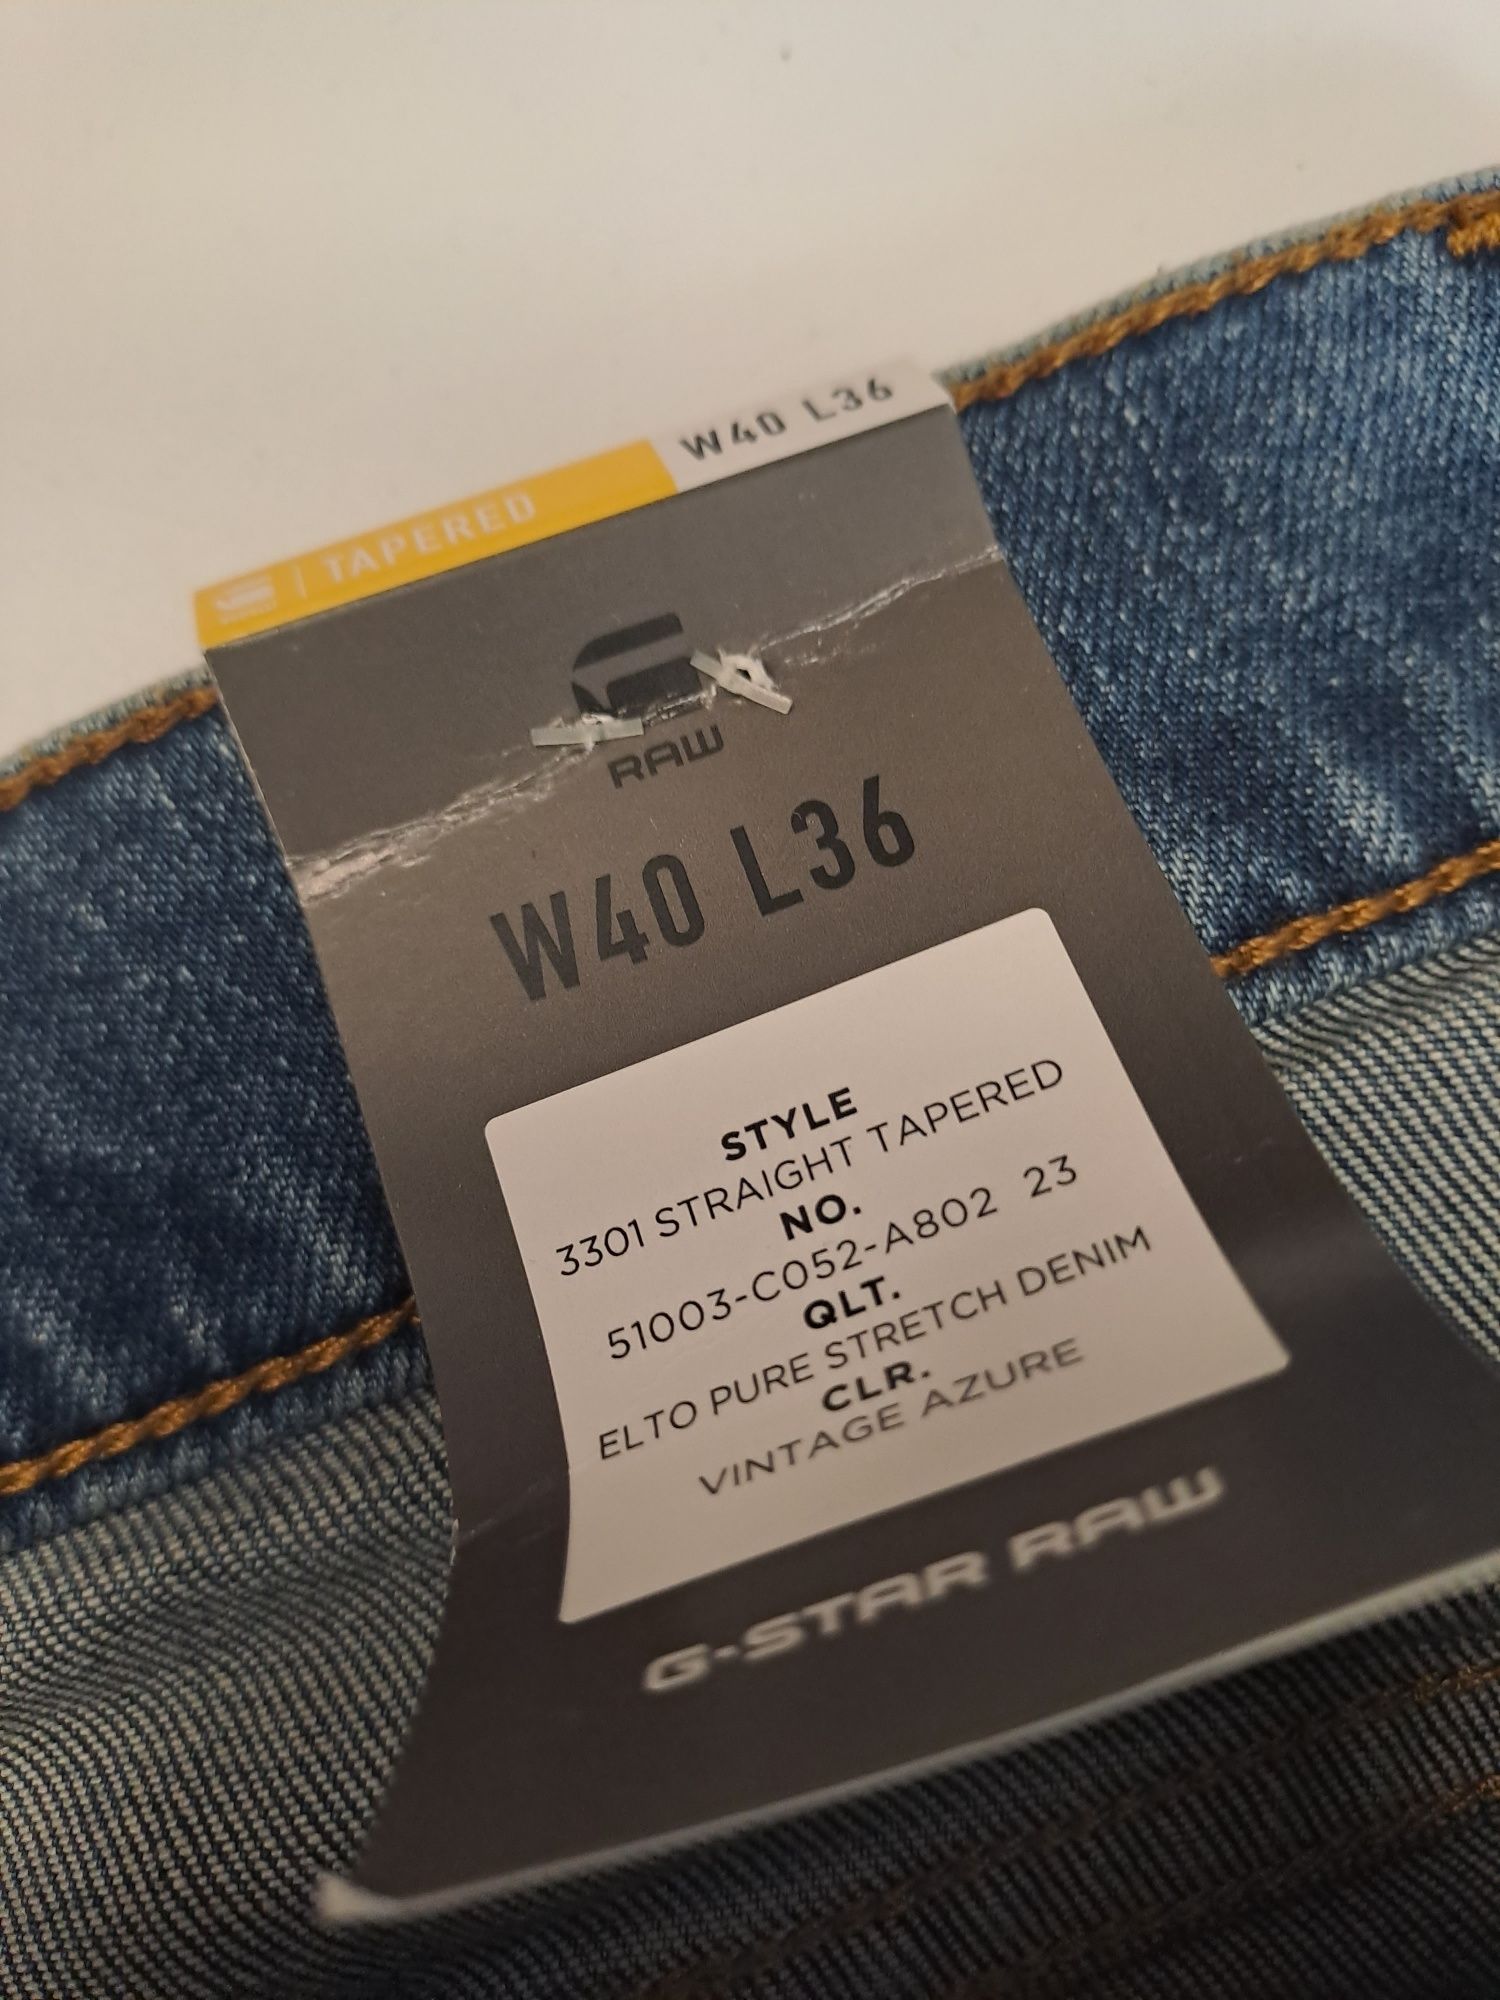 TAPERED W40 L36
RAW
W40 L36
STYLE
3301 STRAIGHT TAPERED
NO.
51003-C052-A802 23
QLT.
ELTO PURE STRETCH DENIM
CLR.
VINTAGE AZURE
G-STAR RAW